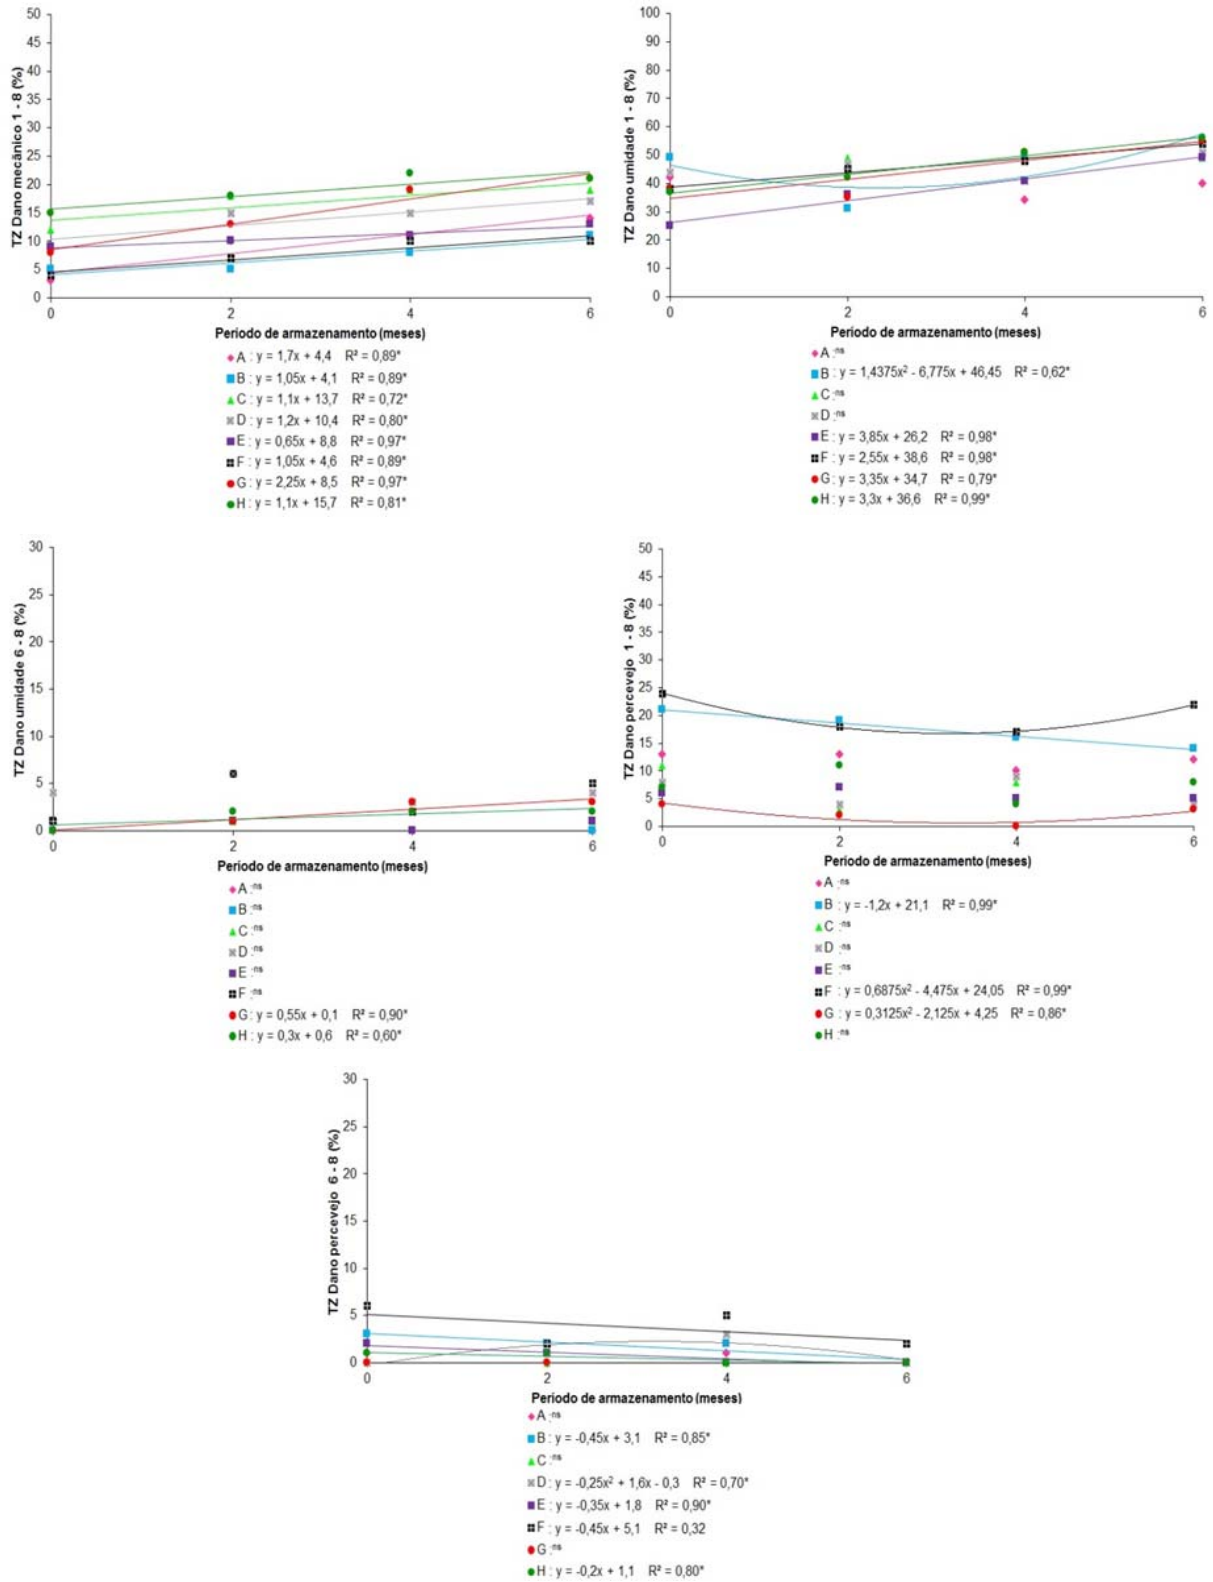 TZ Dano mecânico 1 - 8 (%)
50
45
40
35
30
25
20
15
10
5
0
0 2 4 6
Período de armazenamento (meses)
A : y = 1,7x + 4,4 R² = 0,89*
B : y = 1,05x + 4,1 R² = 0,89*
C : y = 1,1x + 13,7 R² = 0,72*
D : y = 1,2x + 10,4 R² = 0,80*
E : y = 0,65x + 8,8 R² = 0,97*
F : y = 1,05x + 4,6 R² = 0,89*
G : y = 2,25x + 8,5 R² = 0,97*
H : y = 1,1x + 15,7 R² = 0,81*
TZ Dano umidade 1 - 8 (%)
100
90
80
70
60
50
40
30
20
10
0
0 2 4 6
Período de armazenamento (meses)
A :ns
B : y = 1,4375x² - 6,775x + 46,45 R² = 0,62*
C :ns
D :ns
E : y = 3,85x + 26,2 R² = 0,98*
F : y = 2,55x + 38,6 R² = 0,98*
G : y = 3,35x + 34,7 R² = 0,79*
H : y = 3,3x + 36,6 R² = 0,99*
TZ Dano umidade 6 - 8 (%)
30
25
20
15
10
5
0
0 2 4 6
Período de armazenamento (meses)
A :ns
B :ns
C :ns
D :ns
E :ns
F :ns
G : y = 0,55x + 0,1 R² = 0,90*
H : y = 0,3x + 0,6 R² = 0,60*
TZ Dano percevejo 1 - 8 (%)
50
45
40
35
30
25
20
15
10
5
0
0 2 4 6
Período de armazenamento (meses)
A :ns
B : y = -1,2x + 21,1 R² = 0,99*
C :ns
D :ns
E :ns
F : y = 0,6875x² - 4,475x + 24,05 R² = 0,99*
G : y = 0,3125x² - 2,125x + 4,25 R² = 0,86*
H :ns
TZ Dano percevejo 6 - 8 (%)
30
25
20
15
10
5
0
0 2 4 6
Período de armazenamento (meses)
A :ns
B : y = -0,45x + 3,1 R² = 0,85*
C :ns
D : y = -0,25x² + 1,6x - 0,3 R² = 0,70*
E : y = -0,35x + 1,8 R² = 0,90*
F : y = -0,45x + 5,1 R² = 0,32
G :ns
H : y = -0,2x + 1,1 R² = 0,80*